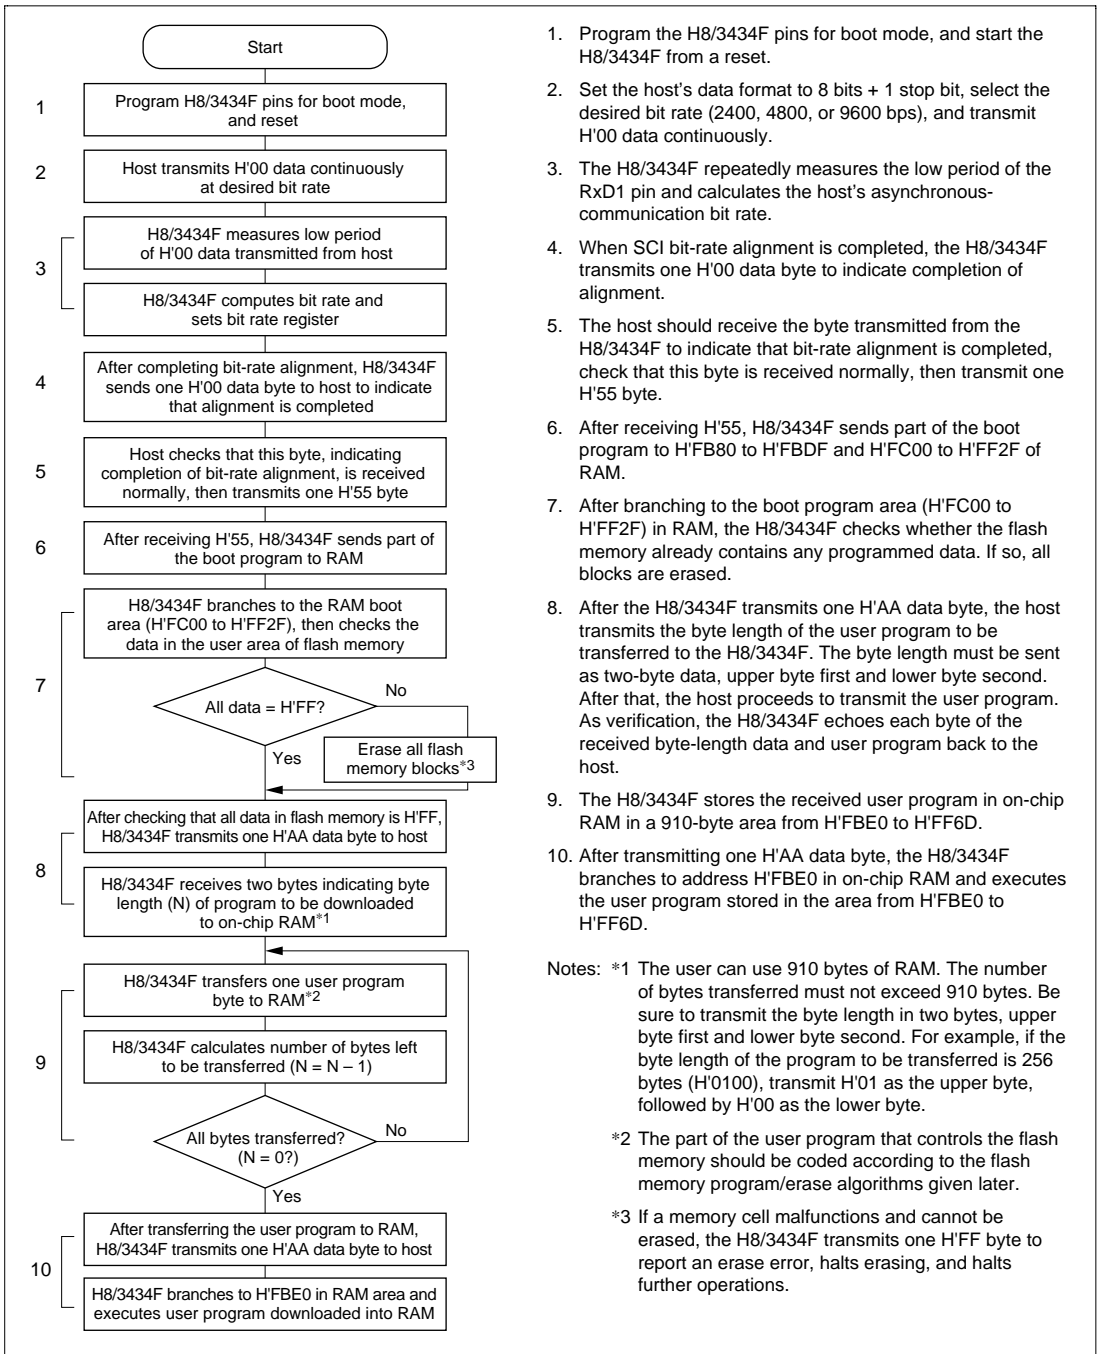 Start
1
Program H8/3434F pins for boot mode,
and reset
2
Host transmits H'00 data continuously
at desired bit rate
3
H8/3434F measures low period
of H'00 data transmitted from host
H8/3434F computes bit rate and
sets bit rate register
4
After completing bit-rate alignment, H8/3434F
sends one H'00 data byte to host to indicate
that alignment is completed
5
Host checks that this byte, indicating
completion of bit-rate alignment, is received
normally, then transmits one H'55 byte
6
After receiving H'55, H8/3434F sends part of
the boot program to RAM
7
H8/3434F branches to the RAM boot
area (H'FC00 to H'FF2F), then checks the
data in the user area of flash memory
All data = H'FF?
No
Yes
Erase all flash
memory blocks*3
8
After checking that all data in flash memory is H'FF,
H8/3434F transmits one H'AA data byte to host
H8/3434F receives two bytes indicating byte
length (N) of program to be downloaded
to on-chip RAM*1
9
H8/3434F transfers one user program
byte to RAM*2
H8/3434F calculates number of bytes left
to be transferred (N = N – 1)
All bytes transferred?
(N = 0?)
No
Yes
10
After transferring the user program to RAM,
H8/3434F transmits one H'AA data byte to host
H8/3434F branches to H'FBE0 in RAM area and
executes user program downloaded into RAM
1. Program the H8/3434F pins for boot mode, and start the
H8/3434F from a reset.
2. Set the host's data format to 8 bits + 1 stop bit, select the
desired bit rate (2400, 4800, or 9600 bps), and transmit
H'00 data continuously.
3. The H8/3434F repeatedly measures the low period of the
RxD1 pin and calculates the host's asynchronous-
communication bit rate.
4. When SCI bit-rate alignment is completed, the H8/3434F
transmits one H'00 data byte to indicate completion of
alignment.
5. The host should receive the byte transmitted from the
H8/3434F to indicate that bit-rate alignment is completed,
check that this byte is received normally, then transmit one
H'55 byte.
6. After receiving H'55, H8/3434F sends part of the boot
program to H'FB80 to H'FBDF and H'FC00 to H'FF2F of
RAM.
7. After branching to the boot program area (H'FC00 to
H'FF2F) in RAM, the H8/3434F checks whether the flash
memory already contains any programmed data. If so, all
blocks are erased.
8. After the H8/3434F transmits one H'AA data byte, the host
transmits the byte length of the user program to be
transferred to the H8/3434F. The byte length must be sent
as two-byte data, upper byte first and lower byte second.
After that, the host proceeds to transmit the user program.
As verification, the H8/3434F echoes each byte of the
received byte-length data and user program back to the
host.
9. The H8/3434F stores the received user program in on-chip
RAM in a 910-byte area from H'FBE0 to H'FF6D.
10. After transmitting one H'AA data byte, the H8/3434F
branches to address H'FBE0 in on-chip RAM and executes
the user program stored in the area from H'FBE0 to
H'FF6D.
Notes: *1 The user can use 910 bytes of RAM. The number
of bytes transferred must not exceed 910 bytes. Be
sure to transmit the byte length in two bytes, upper
byte first and lower byte second. For example, if the
byte length of the program to be transferred is 256
bytes (H'0100), transmit H'01 as the upper byte,
followed by H'00 as the lower byte.
*2 The part of the user program that controls the flash
memory should be coded according to the flash
memory program/erase algorithms given later.
*3 If a memory cell malfunctions and cannot be
erased, the H8/3434F transmits one H'FF byte to
report an erase error, halts erasing, and halts
further operations.